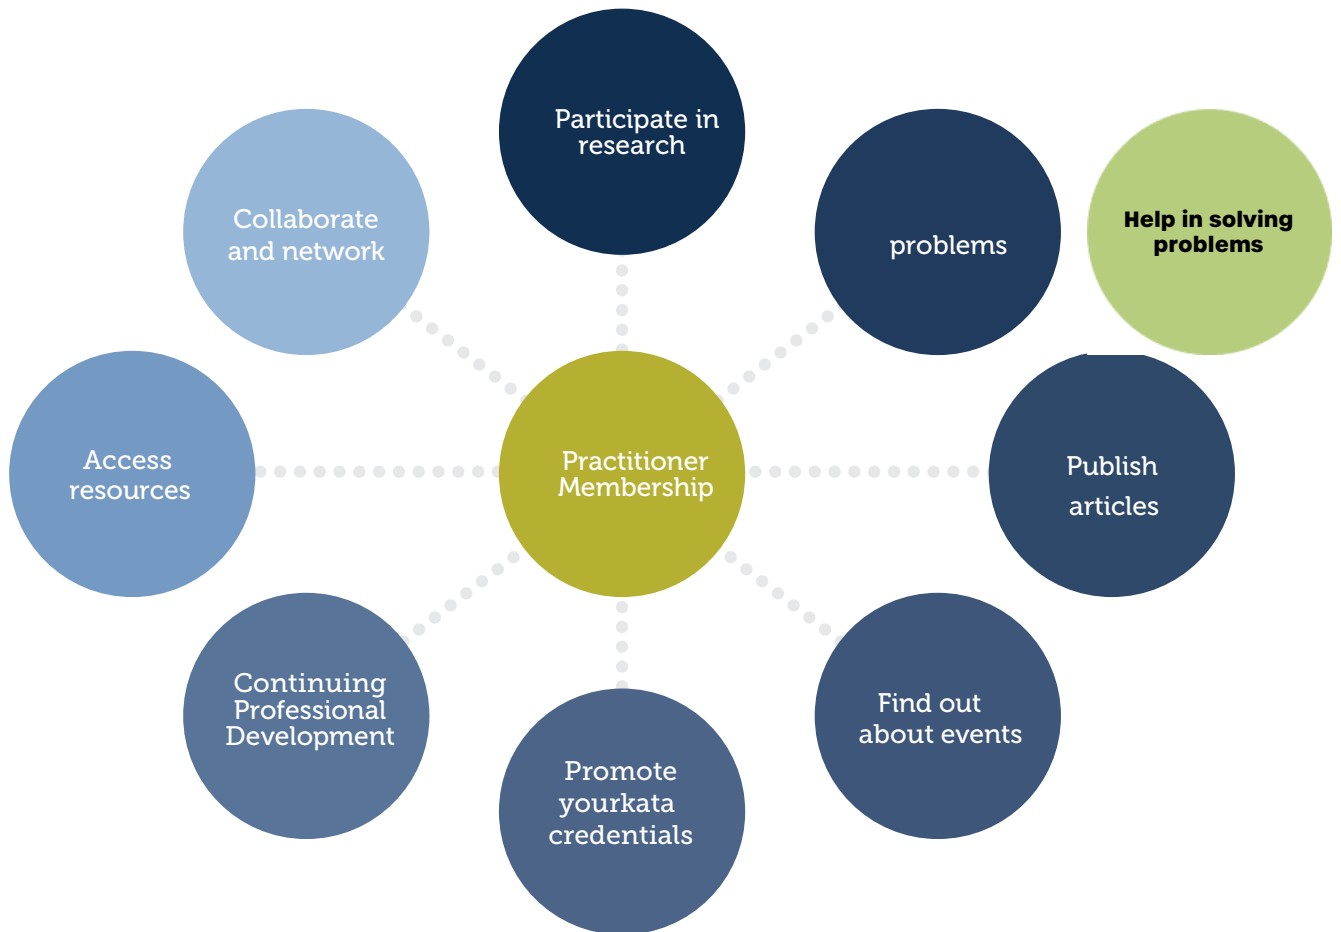 Participate in
research
Collaborate
and network
problems
Help in solving
problems
Access
resources
Practitioner
Membership
Publish
articles
Continuing
Professional
Development
Find out
about events
Promote
yourkata
credentials